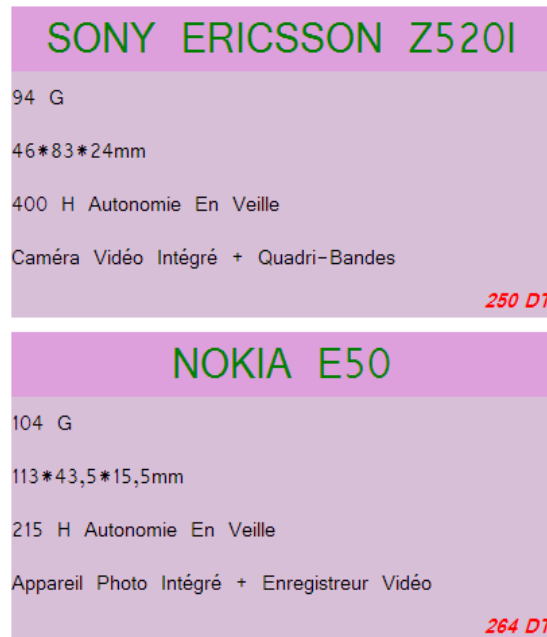 SONY ERICSSON Z520I
94 G
46*83*24mm
400 H Autonomie En Veille
Caméra Vidéo Intégré + Quadri-Bandes
250 DT
NOKIA E50
104 G
113*43,5*15,5mm
215 H Autonomie En Veille
Appareil Photo Intégré + Enregistreur Vidéo
264 DT